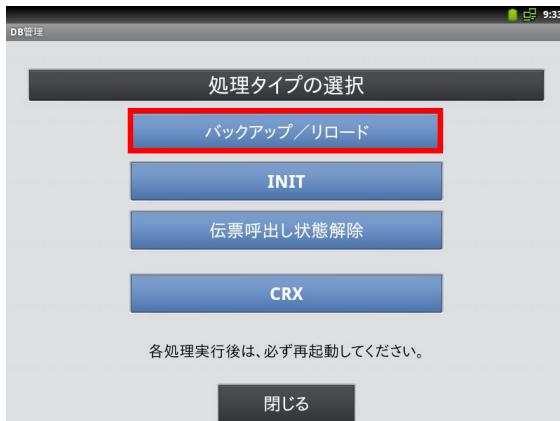 9:33
DB管理
処理タイプの選択
バックアップ／リロード
INIT
伝票呼出し状態解除
CRX
各処理実行後は、必ず再起動してください。
閉じる